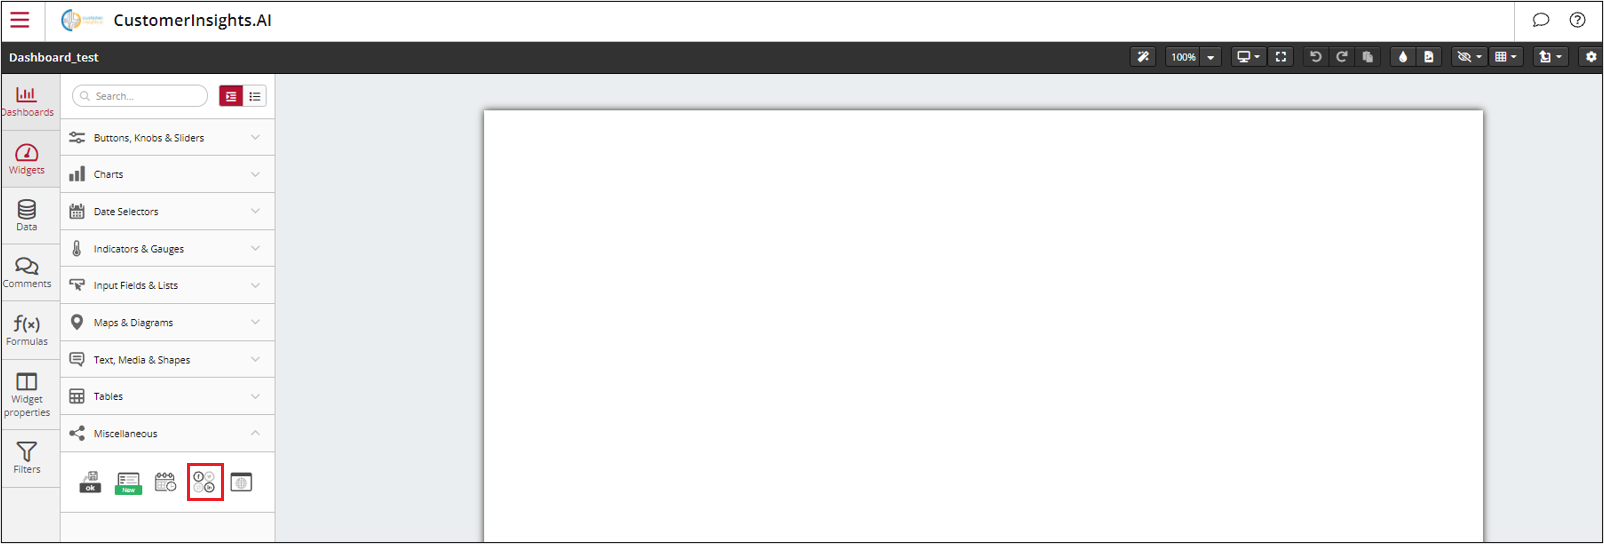 CustomerInsights.AI
Dashboard_test
100%
Dashboards
Search...
Buttons, Knobs & Sliders
Widgets
Charts
Data
Date Selectors
Indicators & Gauges
Comments
Input Fields & Lists
Formulas
f(x)
Maps & Diagrams
Text, Media & Shapes
Widget
properties
Tables
Miscellaneous
Filters
ok
New